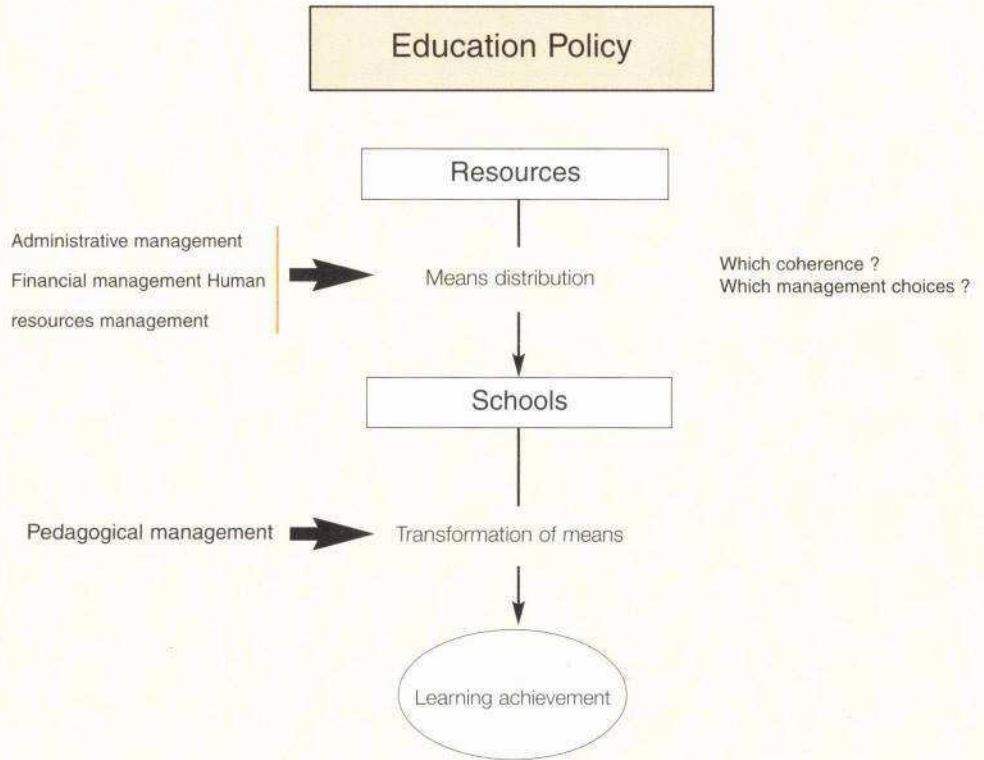 Education Policy
Resources
Administrative management
Financial management Human
resources management
Means distribution
Which coherence ?
Which management choices ?
Schools
Pedagogical management
Transformation of means
Learning achievement